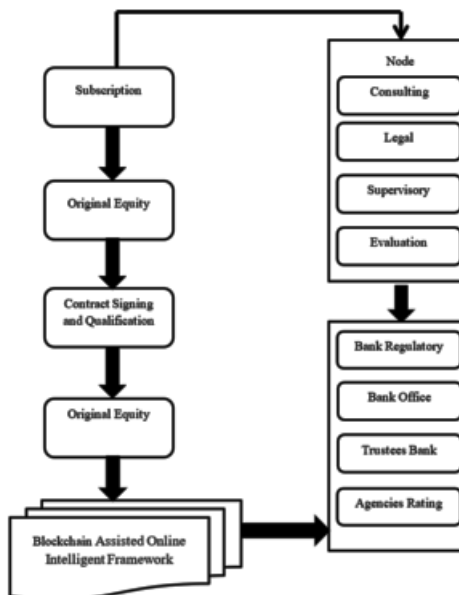 Subscription
Original Equity
Contract Signing
and Qualification
Original Equity
Blockchain Assisted Online
Intelligent Framework
Node
Consulting
Legal
Supervisory
Evaluation
Bank Regulatory
Bank Office
Trustees Bank
Agencies Rating